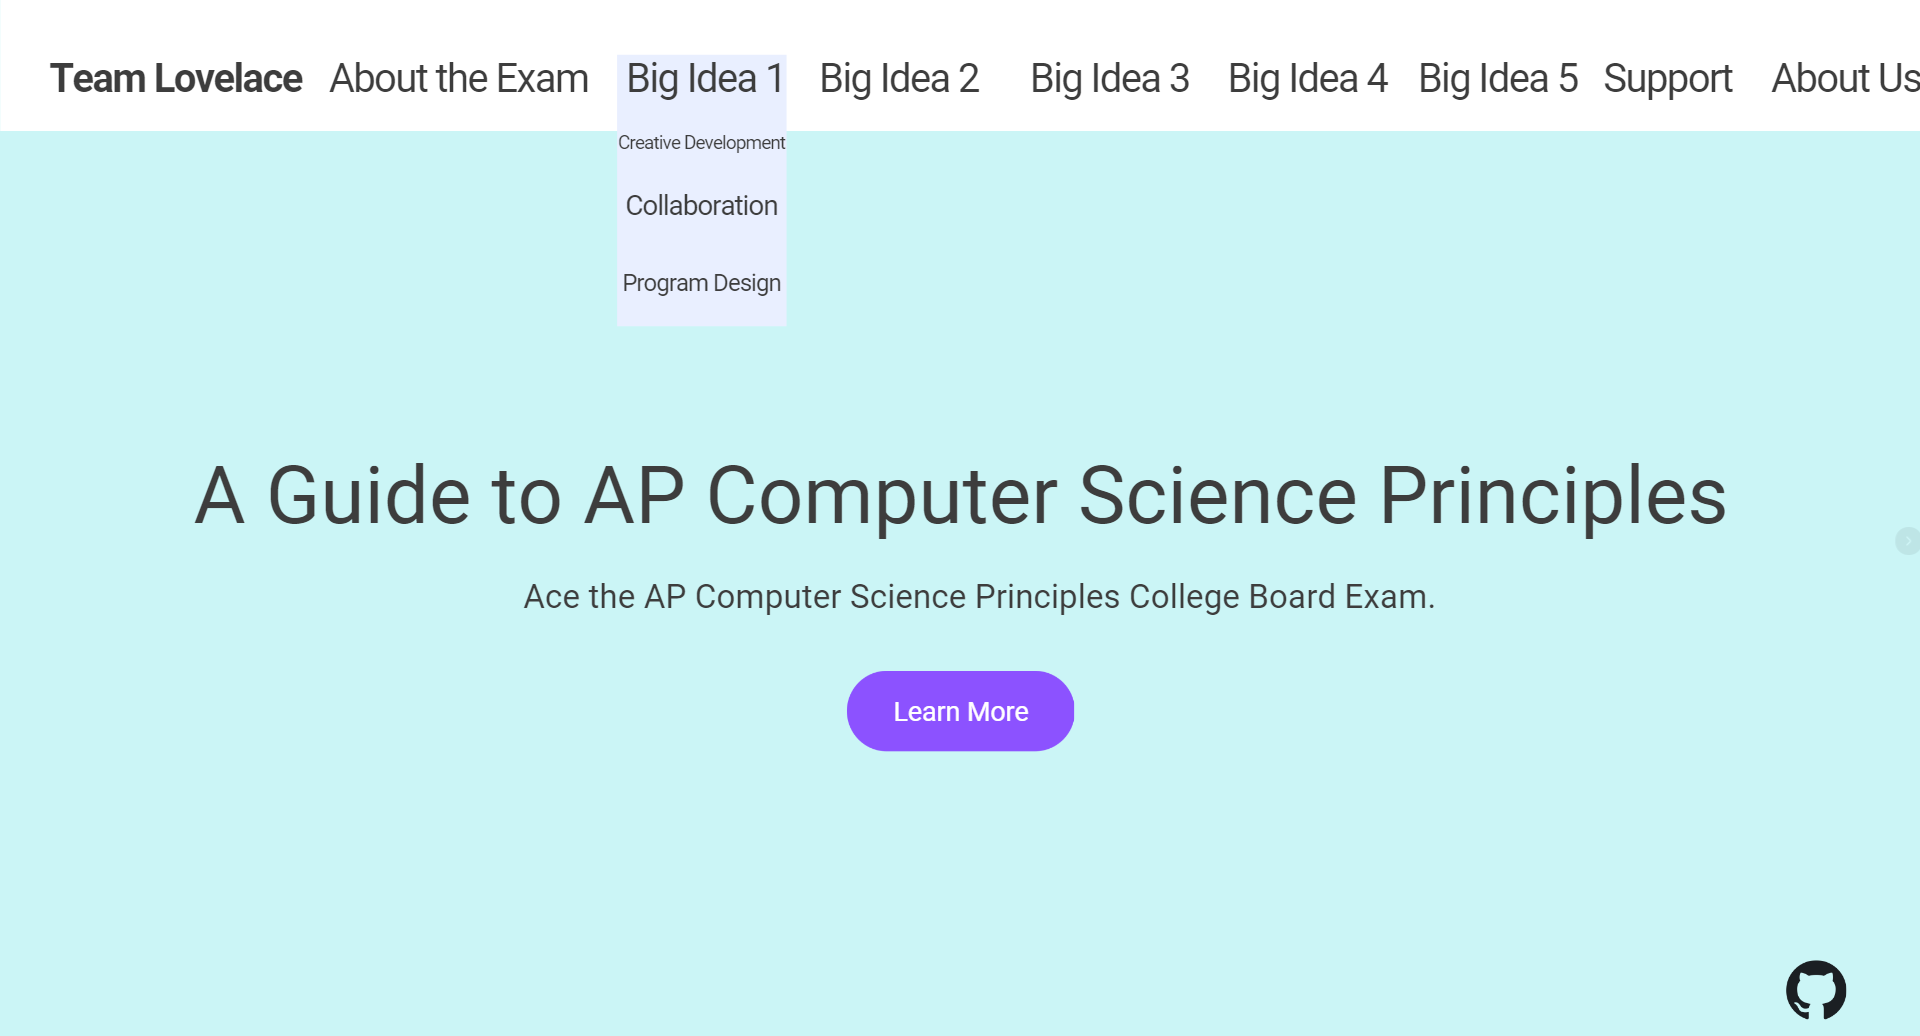 Team Lovelace About the Exam Big Idea 1 Big Idea 2 Big Idea 3 Big Idea 4 Big Idea 5 Support About Us
Creative Development
Collaboration
Program Design
A Guide to AP Computer Science Principles
Ace the AP Computer Science Principles College Board Exam.
Learn More